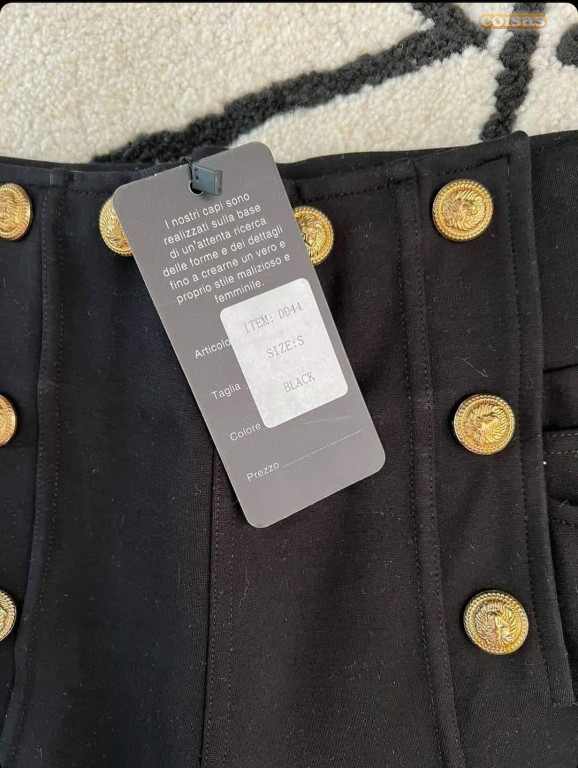 coisas
I nostri capi sono
realizzati sulla base
di un'attenta ricerca
delle forme e dei dettagli
fino a crearne un vero e
proprio stile malizioso e
femminile.
Articolo
ITEM: DD44
Taglia
SIZE:S
Colore
BLACK
Prezzo